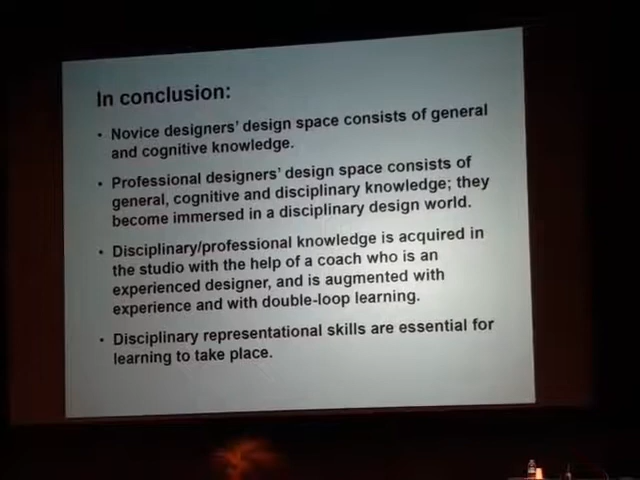 In conclusion:
• Novice designers' design space consists of general
and cognitive knowledge.
• Professional designers' design space consists of
general, cognitive and disciplinary knowledge; they
become immersed in a disciplinary design world.
• Disciplinary/professional knowledge is acquired in
the studio with the help of a coach who is an
experienced designer, and is augmented with
experience and with double-loop learning.
• Disciplinary representational skills are essential for
learning to take place.